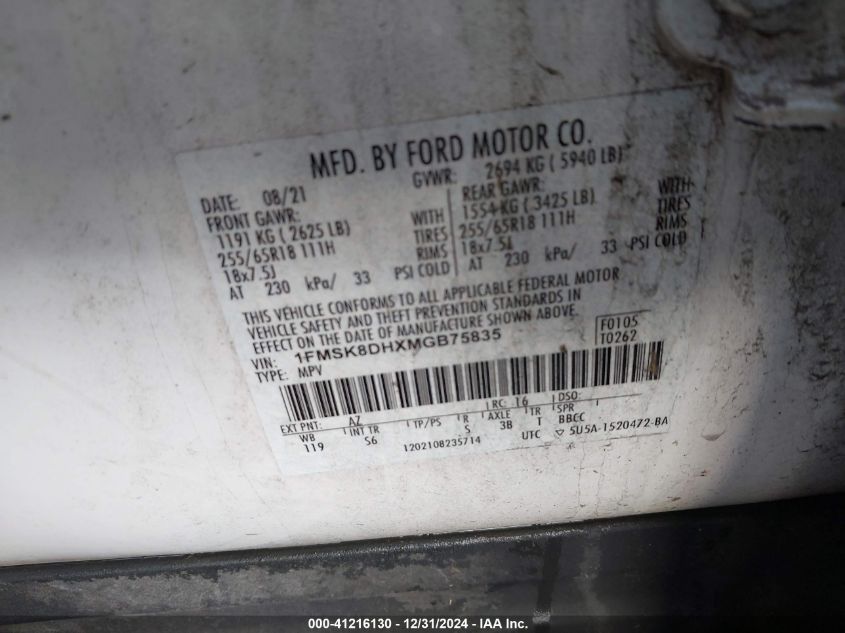 MFD. BY FORD MOTOR CO.
DATE: 08/21 GVWR: 2694 KG ( 5940 LB)
FRONT GAWR: WITH REAR GAWR: WITH
1191 KG ( 2625 LB) TIRES 1554 KG ( 3425 LB) TIRES
255/65R18 111H RIMS 255/65R18 111H RIMS
18x7.5J 18x7.5J
AT 230 kPa/ 33 PSI COLD AT 230 kPa/ 33 PSI COLD
THIS VEHICLE CONFORMS TO ALL APPLICABLE FEDERAL MOTOR
VEHICLE SAFETY AND THEFT PREVENTION STANDARDS IN
EFFECT ON THE DATE OF MANUFACTURE SHOWN ABOVE.
VIN: 1FMSK8DHXMGB75835 F0105
TYPE: MPV T0262
EXT PNT: AZ RC: 16 DSO:
WB INT TR TP/PS R AXLE TR SPR
119 S6 S 3B T BBCC
1202108235714 UTC 5U5A-1520472-BA
000-41216130 - 12/31/2024 - IAA Inc.